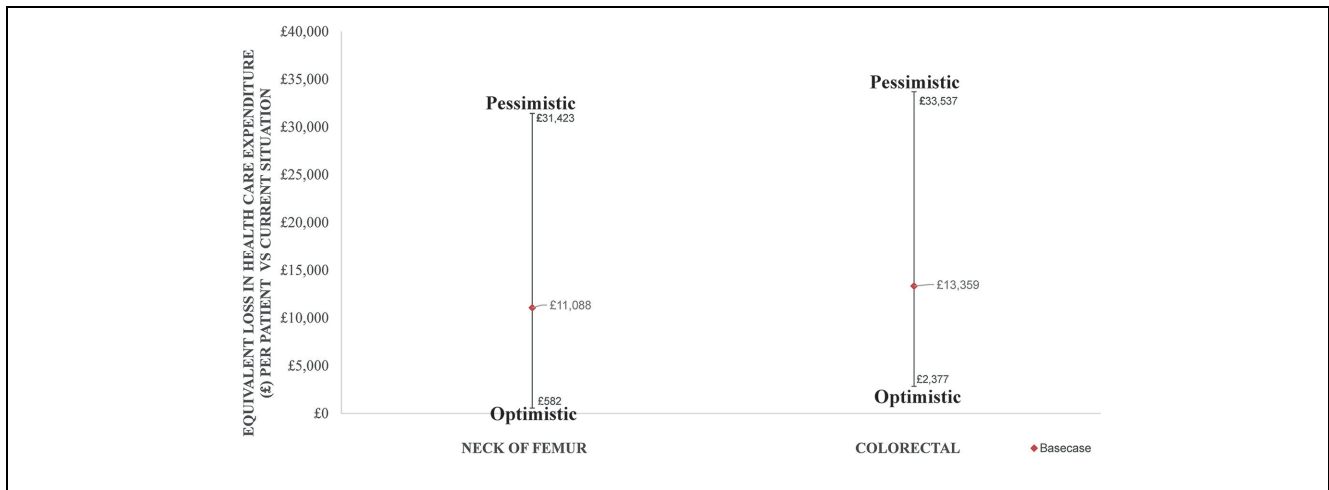 EQUIVALENT LOSS IN HEALTH CARE EXPENDITURE
(£) PER PATIENT VS CURRENT SITUATION
£40,000
£35,000
£30,000
£25,000
£20,000
£15,000
£10,000
£5,000
£0
Pessimistic
£31,423
£11,088
£582
Optimistic
Pessimistic
£33,537
£13,359
£2,377
Optimistic
NECK OF FEMUR
COLORECTAL
Basecase